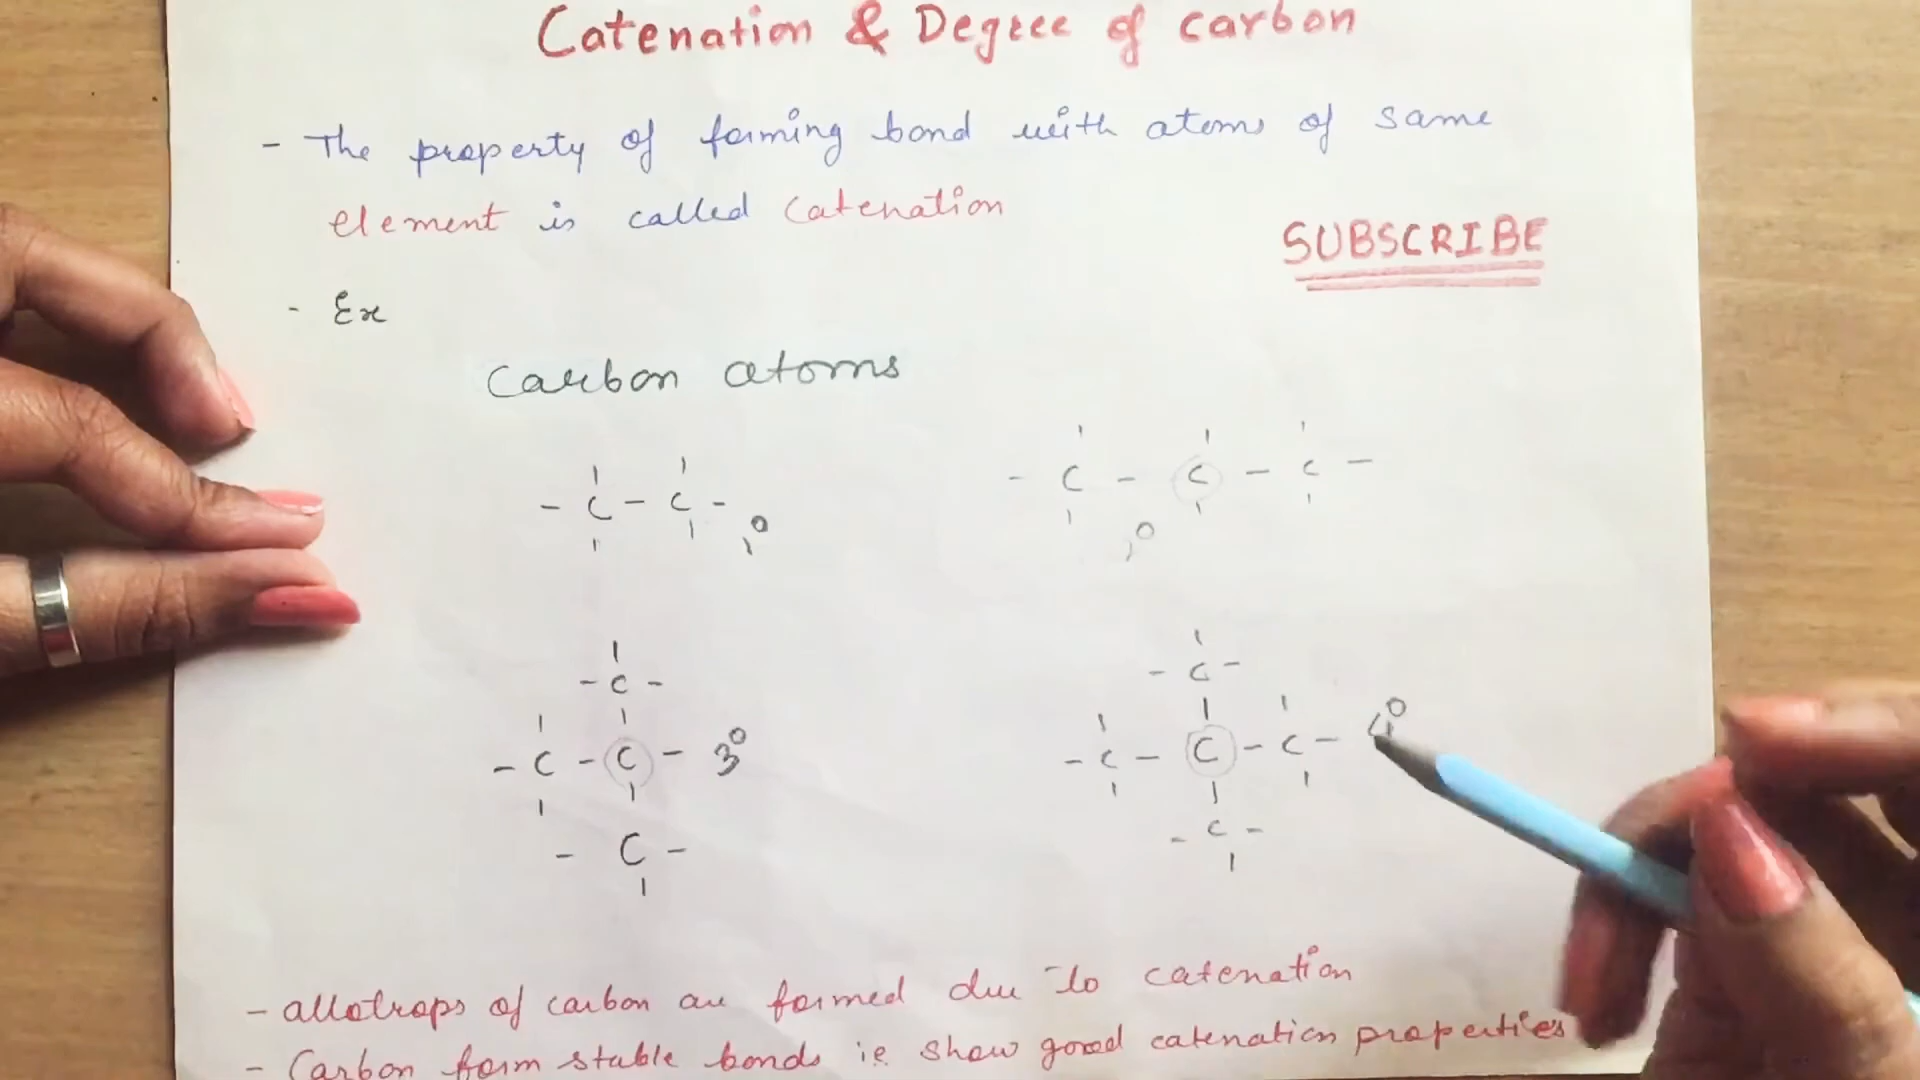 Catenation & Degree of carbon
- The property of forming bond with atoms of same
element is called Catenation
SUBSCRIBE
- Ex
Carbon atoms
- C - C -
1°
- C - C - C -
1°
- C -
- C - C - 3°
- C -
- C -
- C - C - C - 4°
- C -
- allotrops of carbon are formed due to catenation
- Carbon form stable bonds i.e. show good catenation properties